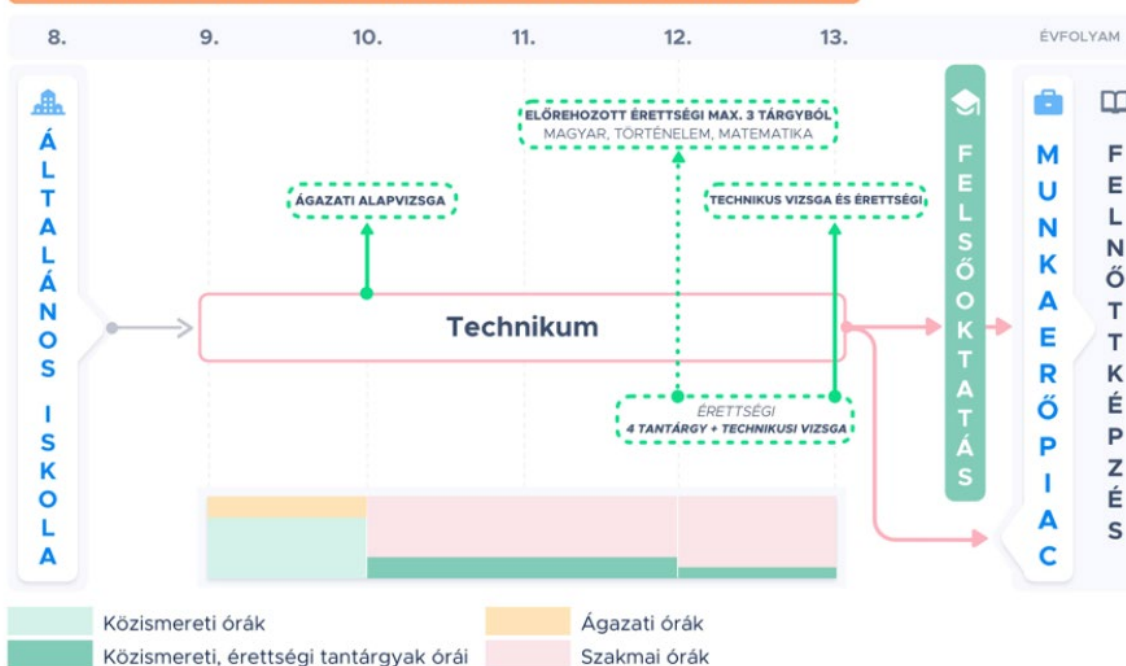 8. 9. 10. 11. 12. 13. ÉVFOLYAM
ÁLTALÁNOS ISKOLA
ELŐREHOZOTT ÉRETTSÉGI MAX. 3 TÁRGYBÓL
MAGYAR, TÖRTÉNELEM, MATEMATIKA
ÁGAZATI ALAPVIZSGA
TECHNIKUS VIZSGA ÉS ÉRETTSÉGI
Technikum
ÉRETTSÉGI
4 TANTÁRGY + TECHNIKUSI VIZSGA
FELSŐOKTATÁS
MUNKAERŐPIAC
FELNŐTTKÉPZÉS
Közismereti órák
Ágazati órák
Közismereti, érettségi tantárgyak órái
Szakmai órák